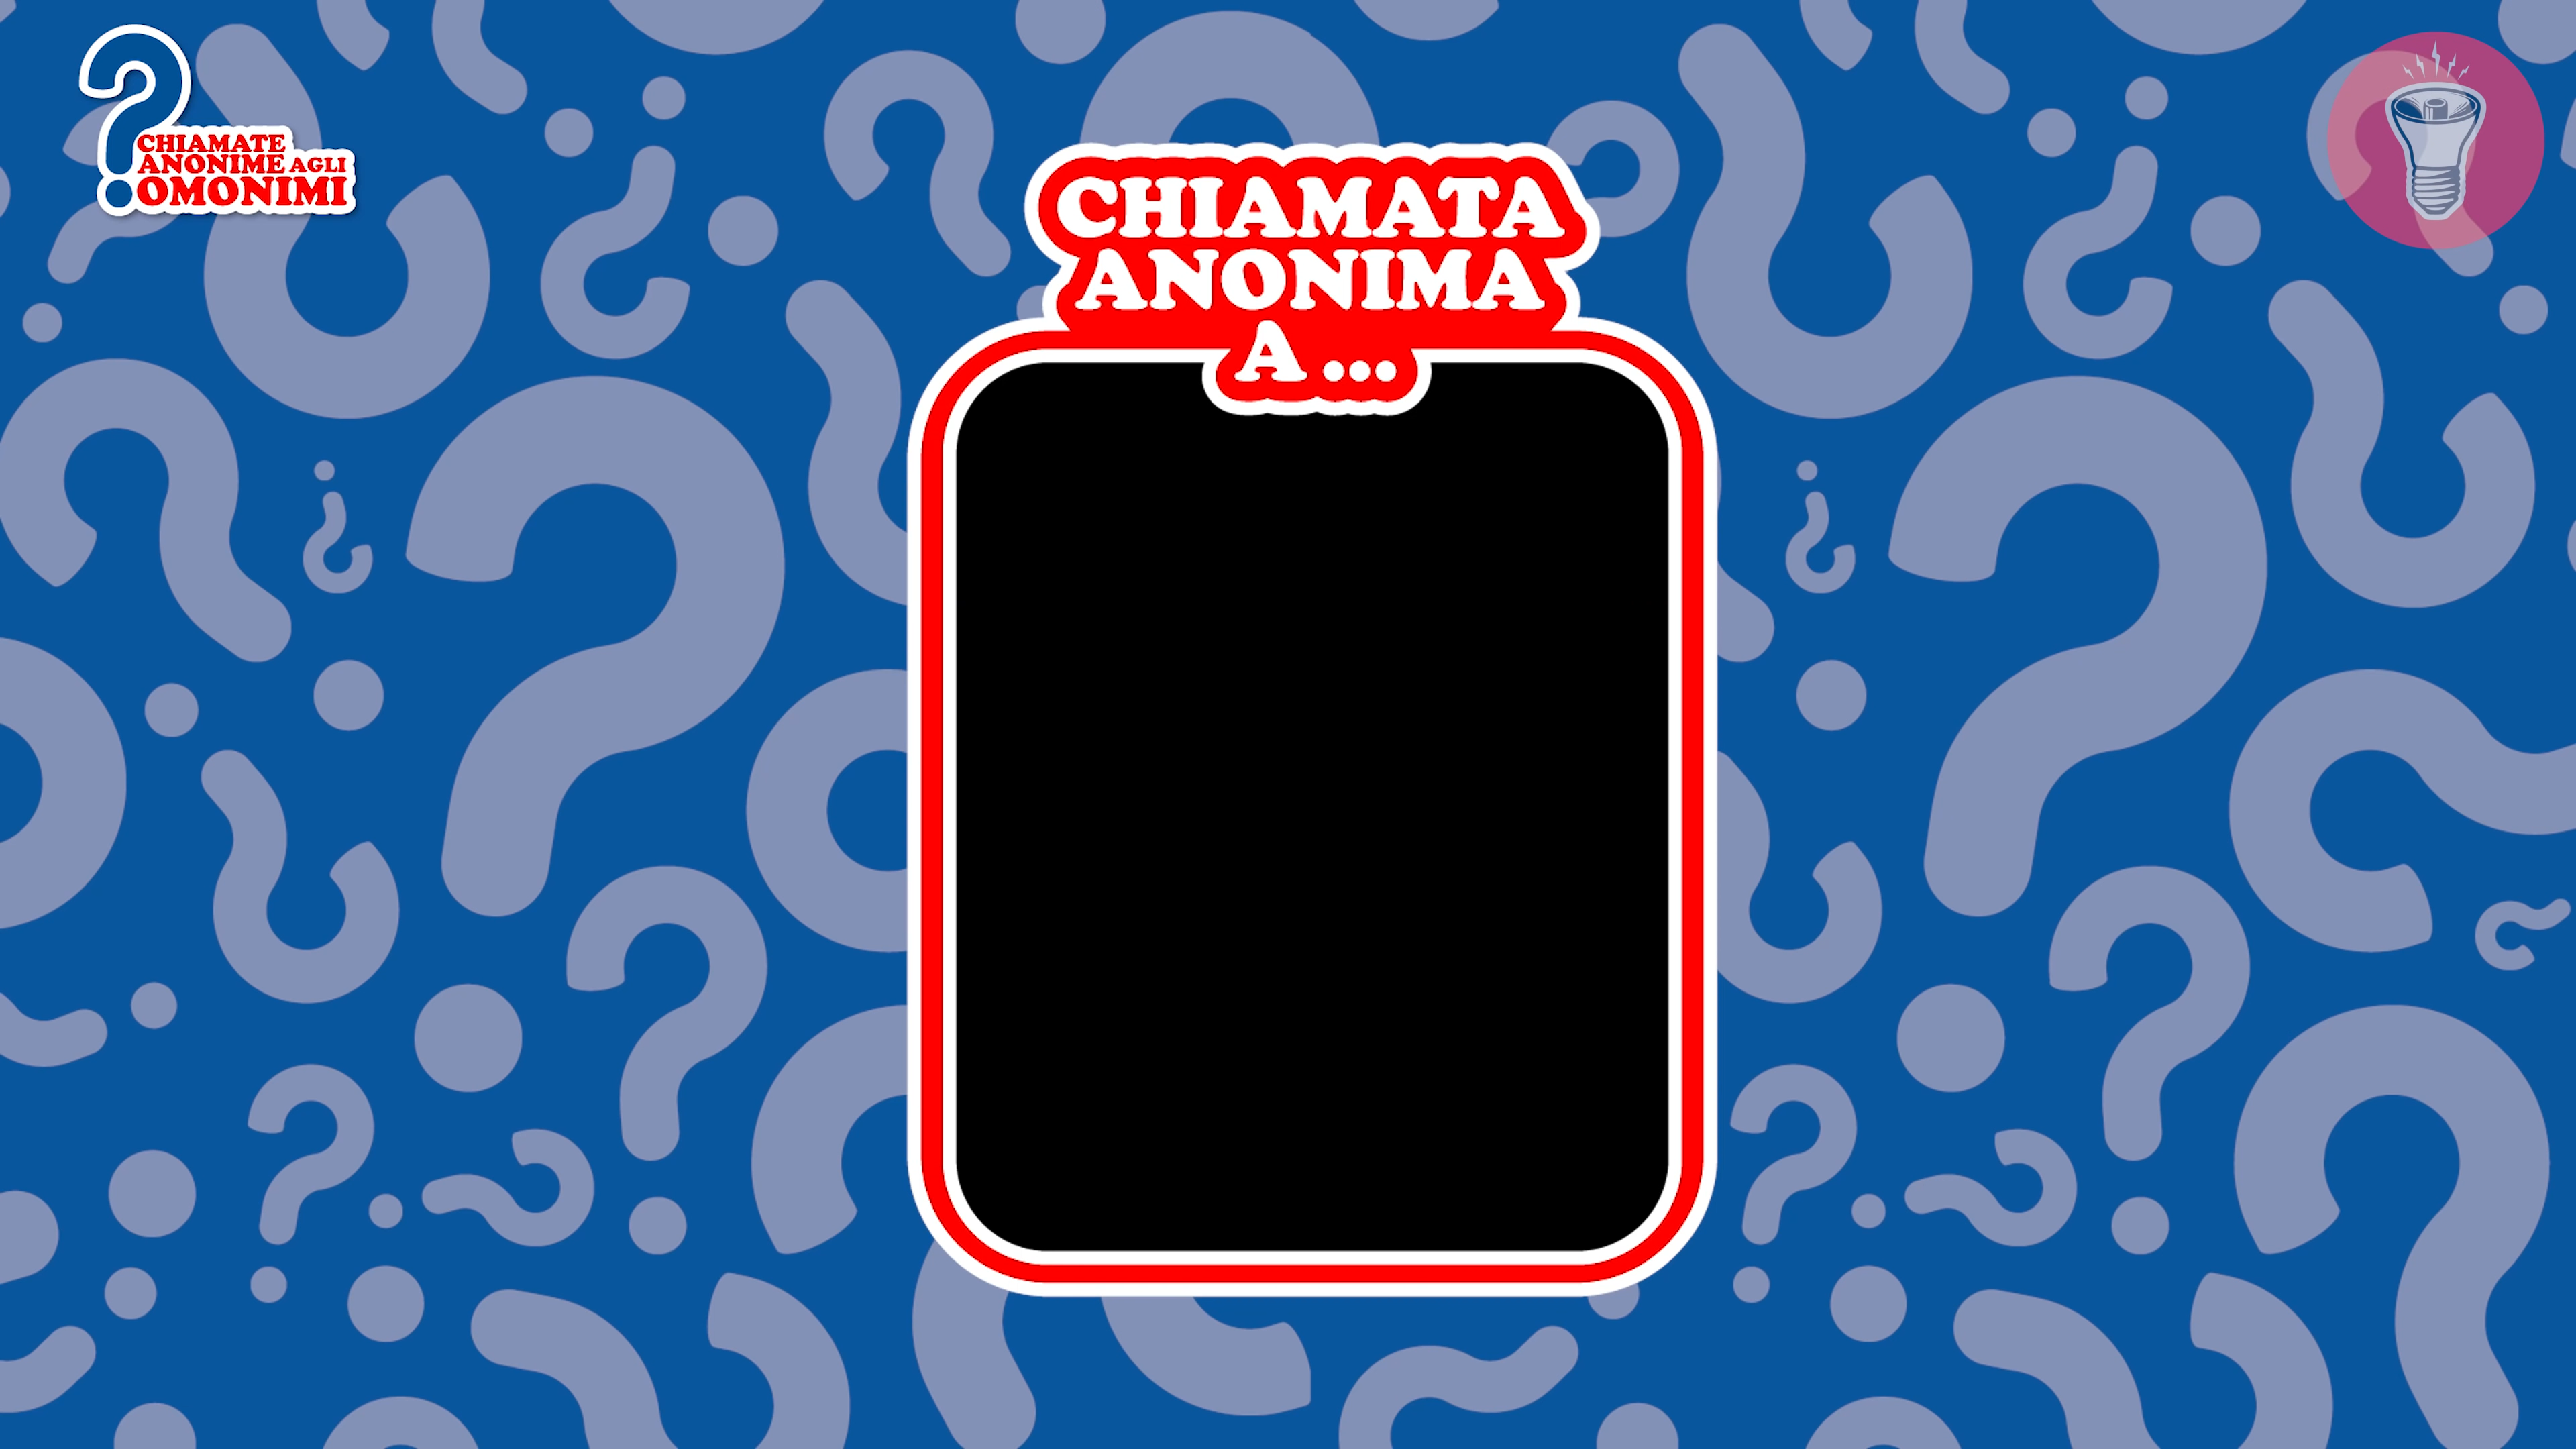 CHIAMATE
ANONIME AGLI
OMONIMI
CHIAMATA
ANONIMA
A ...